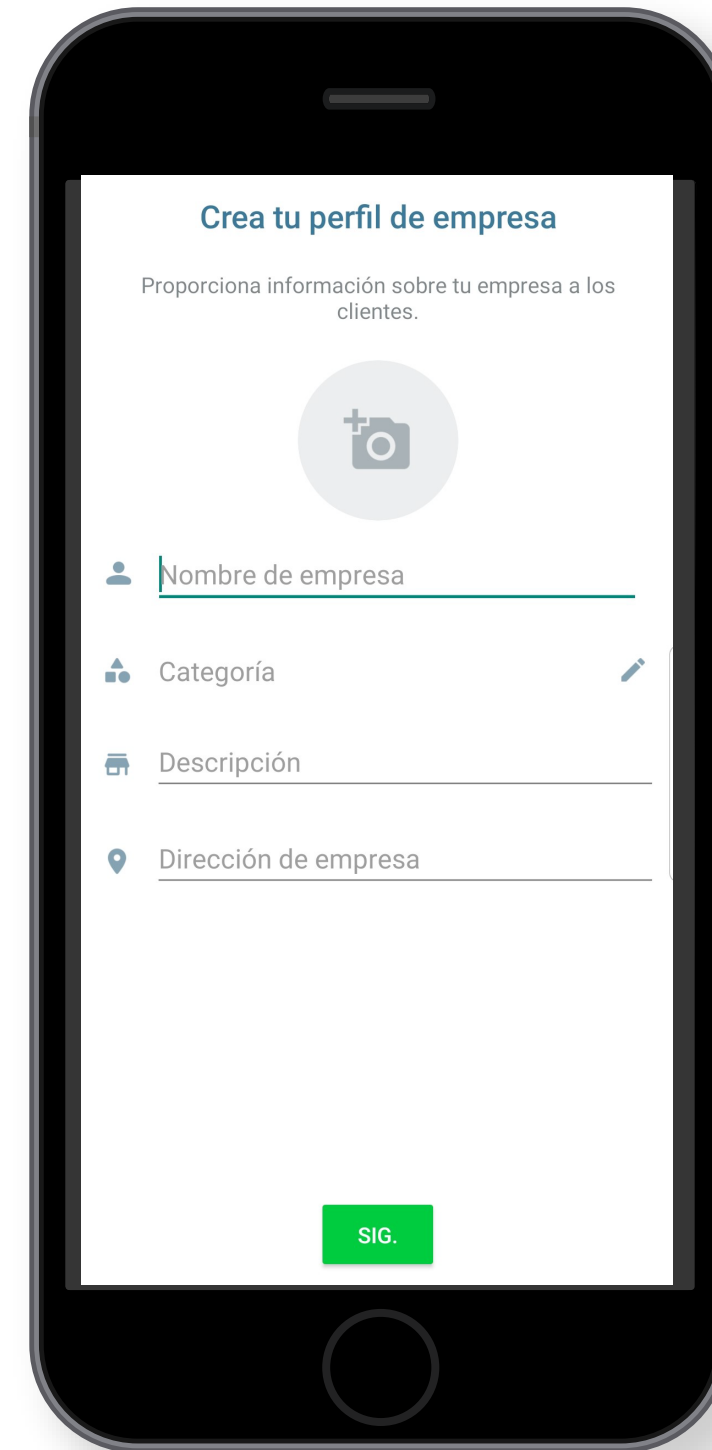 Crea tu perfil de empresa
Proporciona información sobre tu empresa a los
clientes.
Nombre de empresa
Categoría
Descripción
Dirección de empresa
SIG.